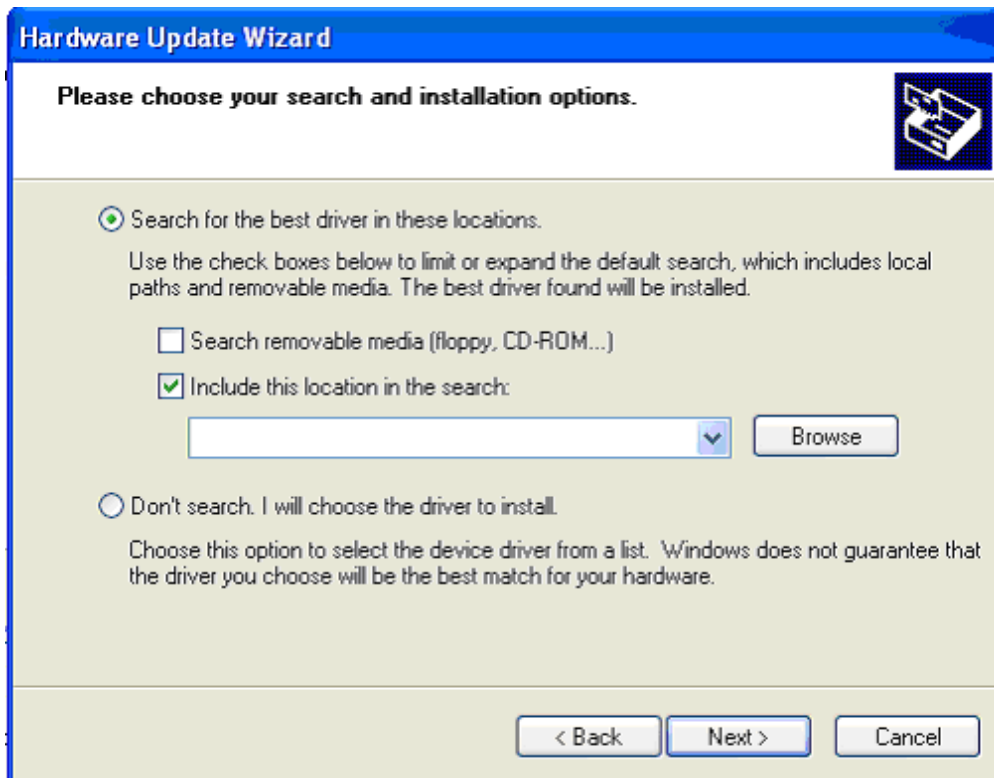 Hardware Update Wizard
Please choose your search and installation options.
Search for the best driver in these locations.
Use the check boxes below to limit or expand the default search, which includes local
paths and removable media. The best driver found will be installed.
Search removable media (floppy, CD-ROM...)
Include this location in the search:
Browse
Don't search. I will choose the driver to install.
Choose this option to select the device driver from a list. Windows does not guarantee that
the driver you choose will be the best match for your hardware.
< Back Next > Cancel